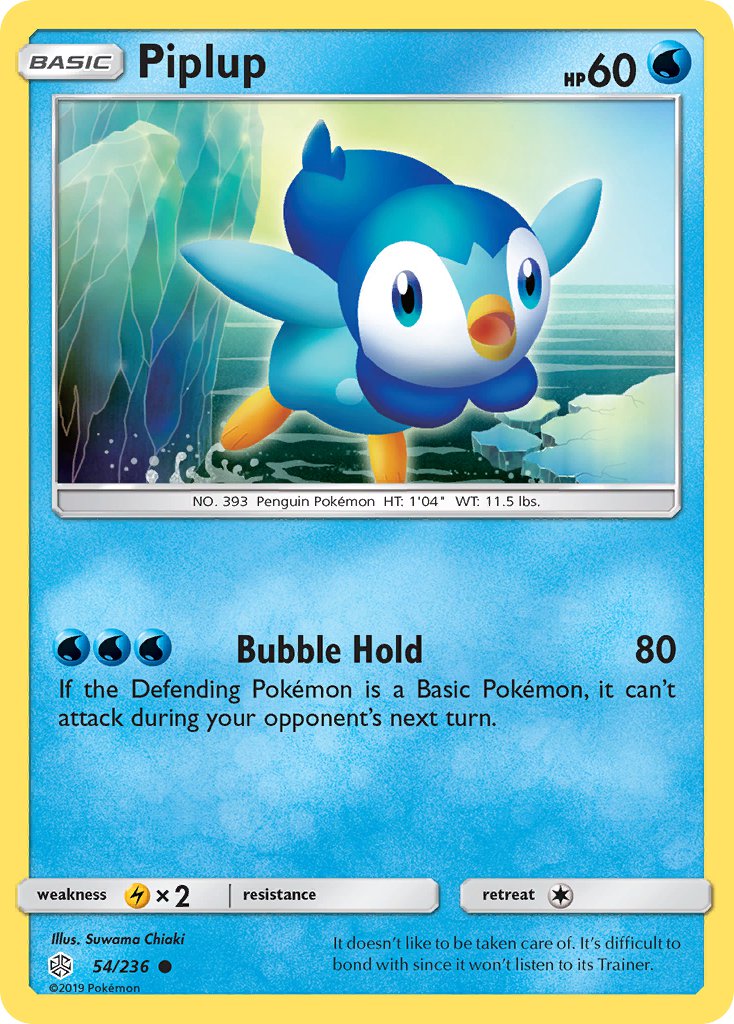 BASIC Piplup HP60
NO. 393 Penguin Pokémon HT: 1'04" WT: 11.5 lbs.
Bubble Hold 80
If the Defending Pokémon is a Basic Pokémon, it can't
attack during your opponent's next turn.
weakness ×2 resistance retreat
Illus. Suwama Chiaki
54/236
©2019 Pokémon
It doesn't like to be taken care of. It's difficult to
bond with since it won't listen to its Trainer.